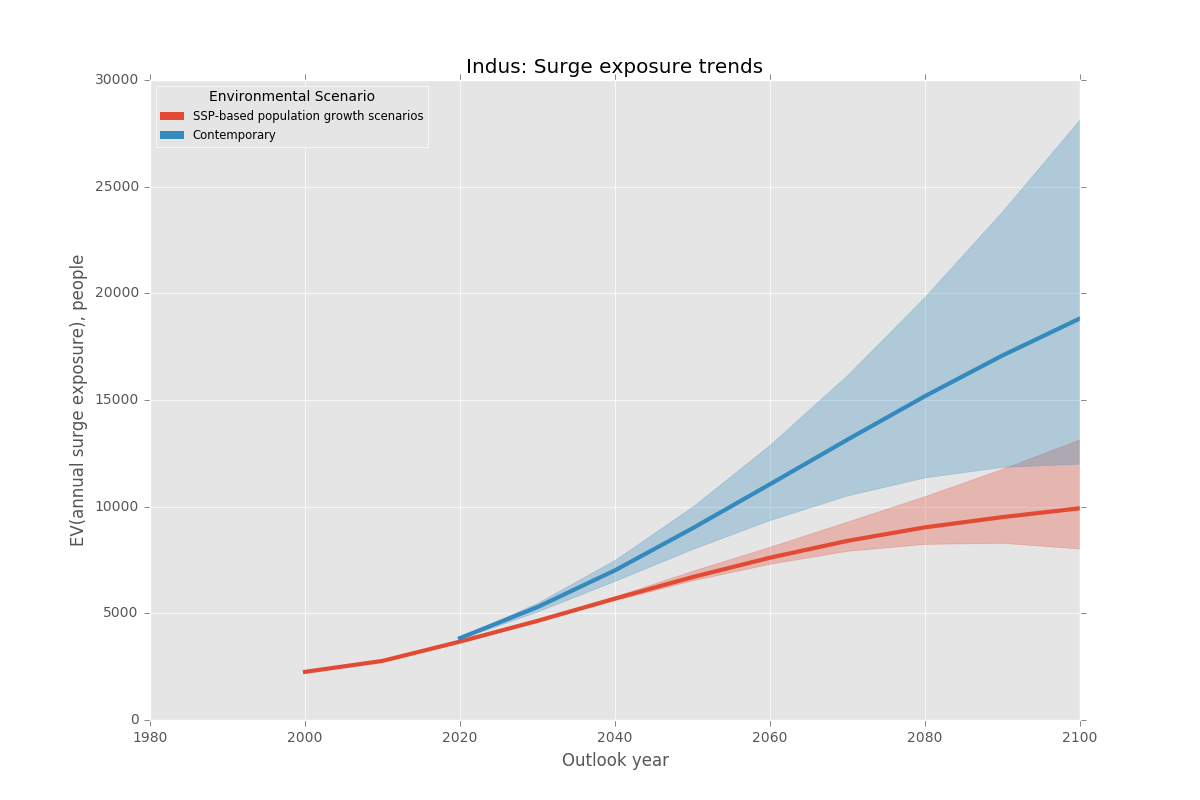 Indus: Surge exposure trends
Environmental Scenario
SSP-based population growth scenarios
Contemporary
EV(annual surge exposure), people
30000
25000
20000
15000
10000
5000
0
1980 2000 2020 2040 2060 2080 2100
Outlook year